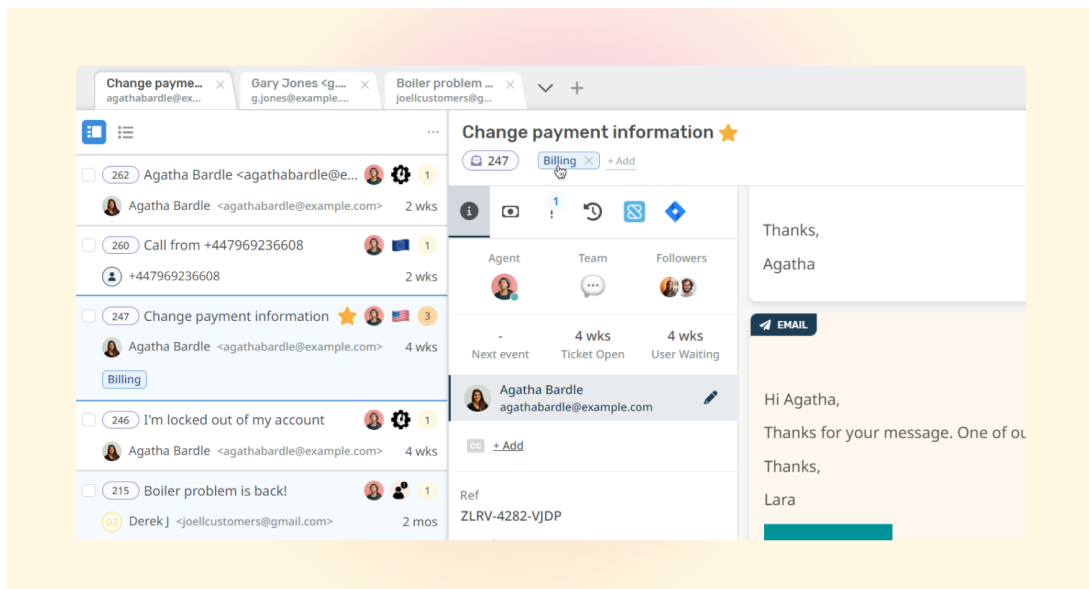 Change payme...
agathabardle@ex...
Gary Jones <g....
g.jones@example....
Boiler problem ...
joellcustomers@g...
262 Agatha Bardle <agathabardle@e... 1
Agatha Bardle <agathabardle@example.com> 2 wks
260 Call from +447969236608 1
+447969236608 2 wks
247 Change payment information 3
Agatha Bardle <agathabardle@example.com> 4 wks
Billing
246 I'm locked out of my account 1
Agatha Bardle <agathabardle@example.com> 4 wks
215 Boiler problem is back! 1
DJ Derek J <joellcustomers@gmail.com> 2 mos
Change payment information
247 Billing + Add
1
Agent Team Followers
- 4 wks 4 wks
Next event Ticket Open User Waiting
Agatha Bardle
agathabardle@example.com
CC + Add
Ref
ZLRV-4282-VJDP
Thanks,
Agatha
EMAIL
Hi Agatha,
Thanks for your message. One of ou
Thanks,
Lara